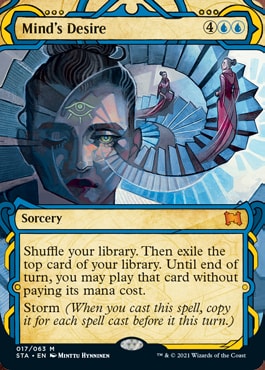 Mind's Desire 4
Sorcery
Shuffle your library. Then exile the
top card of your library. Until end of
turn, you may play that card without
paying its mana cost.
Storm (When you cast this spell, copy
it for each spell cast before it this turn.)
017/063 M
STA • EN MINTTU HYNNINEN ™ & © 2021 Wizards of the Coast